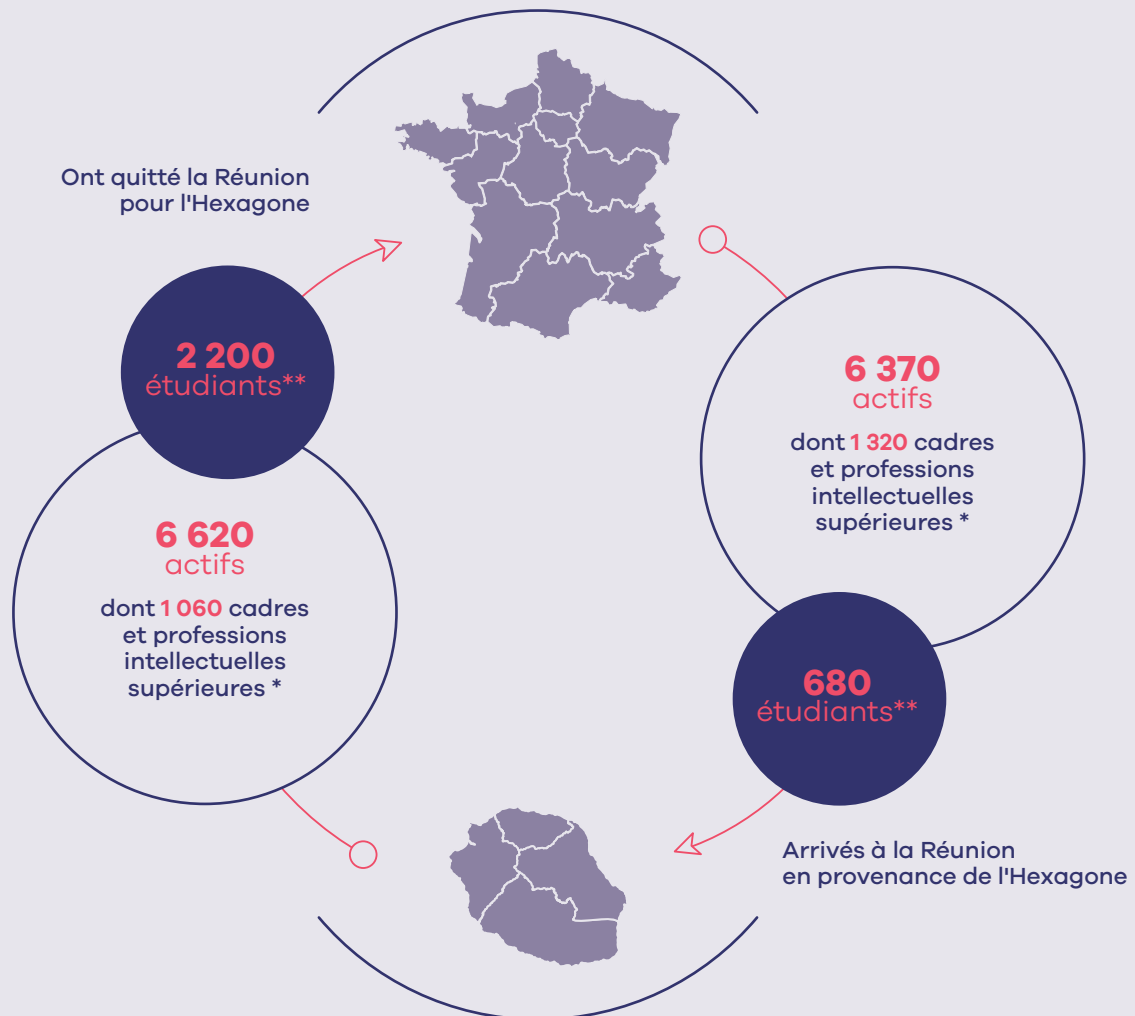 Ont quitté la Réunion
pour l'Hexagone
2 200
étudiants**
6 620
actifs
dont 1 060 cadres
et professions
intellectuelles
supérieures *
6 370
actifs
dont 1 320 cadres
et professions
intellectuelles
supérieures *
680
étudiants**
Arrivés à la Réunion
en provenance de l'Hexagone